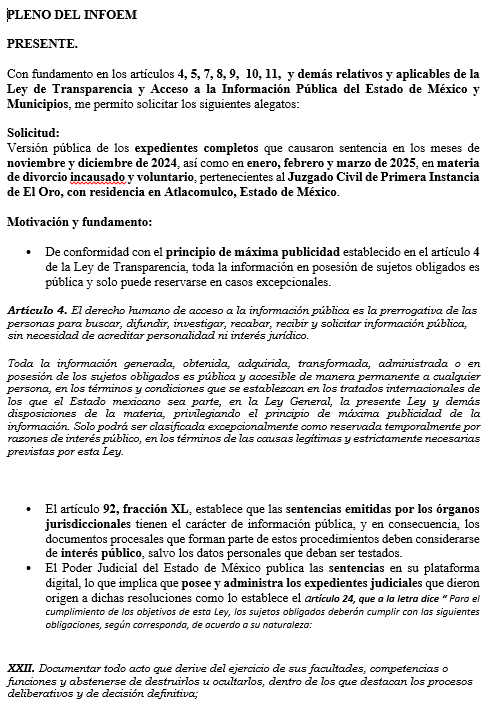 PLENO DEL INFOEM
PRESENTE.
Con fundamento en los artículos 4, 5, 7, 8, 9, 10, 11, y demás relativos y aplicables de la
Ley de Transparencia y Acceso a la Información Pública del Estado de México y
Municipios, me permito solicitar los siguientes alegatos:
Solicitud:
Versión pública de los expedientes completos que causaron sentencia en los meses de
noviembre y diciembre de 2024, así como en enero, febrero y marzo de 2025, en materia
de divorcio incausado y voluntario, pertenecientes al Juzgado Civil de Primera Instancia
de El Oro, con residencia en Atlacomulco, Estado de México.
Motivación y fundamento:
• De conformidad con el principio de máxima publicidad establecido en el artículo 4
de la Ley de Transparencia, toda la información en posesión de sujetos obligados es
pública y solo puede reservarse en casos excepcionales.
Artículo 4. El derecho humano de acceso a la información pública es la prerrogativa de las
personas para buscar, difundir, investigar, recabar, recibir y solicitar información pública,
sin necesidad de acreditar personalidad ni interés jurídico.
Toda la información generada, obtenida, adquirida, transformada, administrada o en
posesión de los sujetos obligados es pública y accesible de manera permanente a cualquier
persona, en los términos y condiciones que se establezcan en los tratados internacionales de
los que el Estado mexicano sea parte, en la Ley General, la presente Ley y demás
disposiciones de la materia, privilegiando el principio de máxima publicidad de la
información. Solo podrá ser clasificada excepcionalmente como reservada temporalmente por
razones de interés público, en los términos de las causas legítimas y estrictamente necesarias
previstas por esta Ley.
• El artículo 92, fracción XL, establece que las sentencias emitidas por los órganos
jurisdiccionales tienen el carácter de información pública, y en consecuencia, los
documentos procesales que forman parte de estos procedimientos deben considerarse
de interés público, salvo los datos personales que deban ser testados.
• El Poder Judicial del Estado de México publica las sentencias en su plataforma
digital, lo que implica que posee y administra los expedientes judiciales que dieron
origen a dichas resoluciones como lo establece el Artículo 24, que a la letra dice “ Para el
cumplimiento de los objetivos de esta Ley, los sujetos obligados deberán cumplir con las siguientes
obligaciones, según corresponda, de acuerdo a su naturaleza:
XXII. Documentar todo acto que derive del ejercicio de sus facultades, competencias o
funciones y abstenerse de destruirlos u ocultarlos, dentro de los que destacan los procesos
deliberativos y de decisión definitiva;